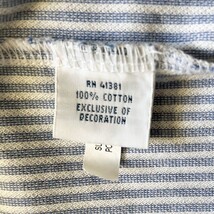 RN 41381
100% COTTON
EXCLUSIVE OF
DECORATION